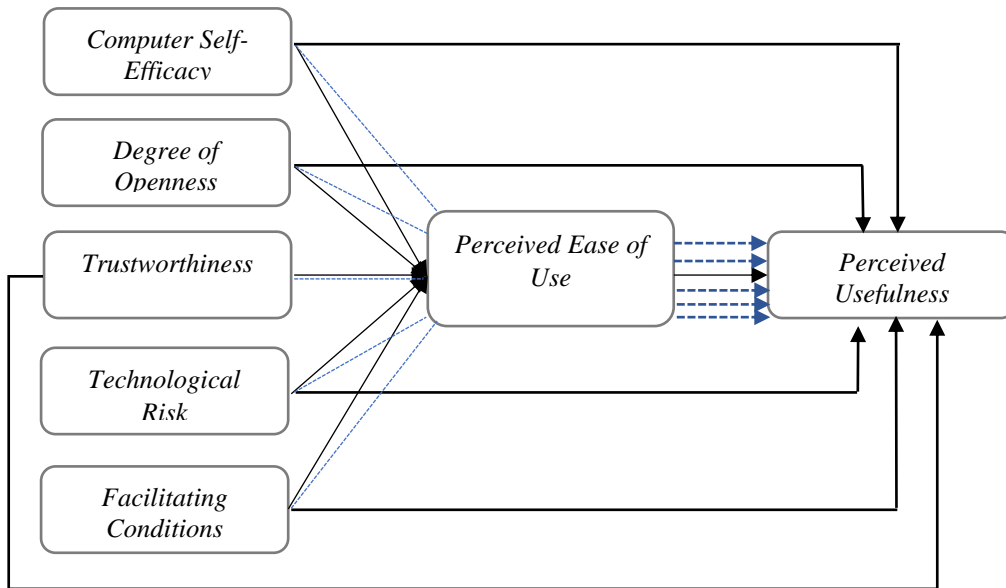 Computer Self-
Efficacy
Degree of
Openness
Perceived Ease of
Use
Trustworthiness
Perceived
Usefulness
Technological
Risk
Facilitating
Conditions